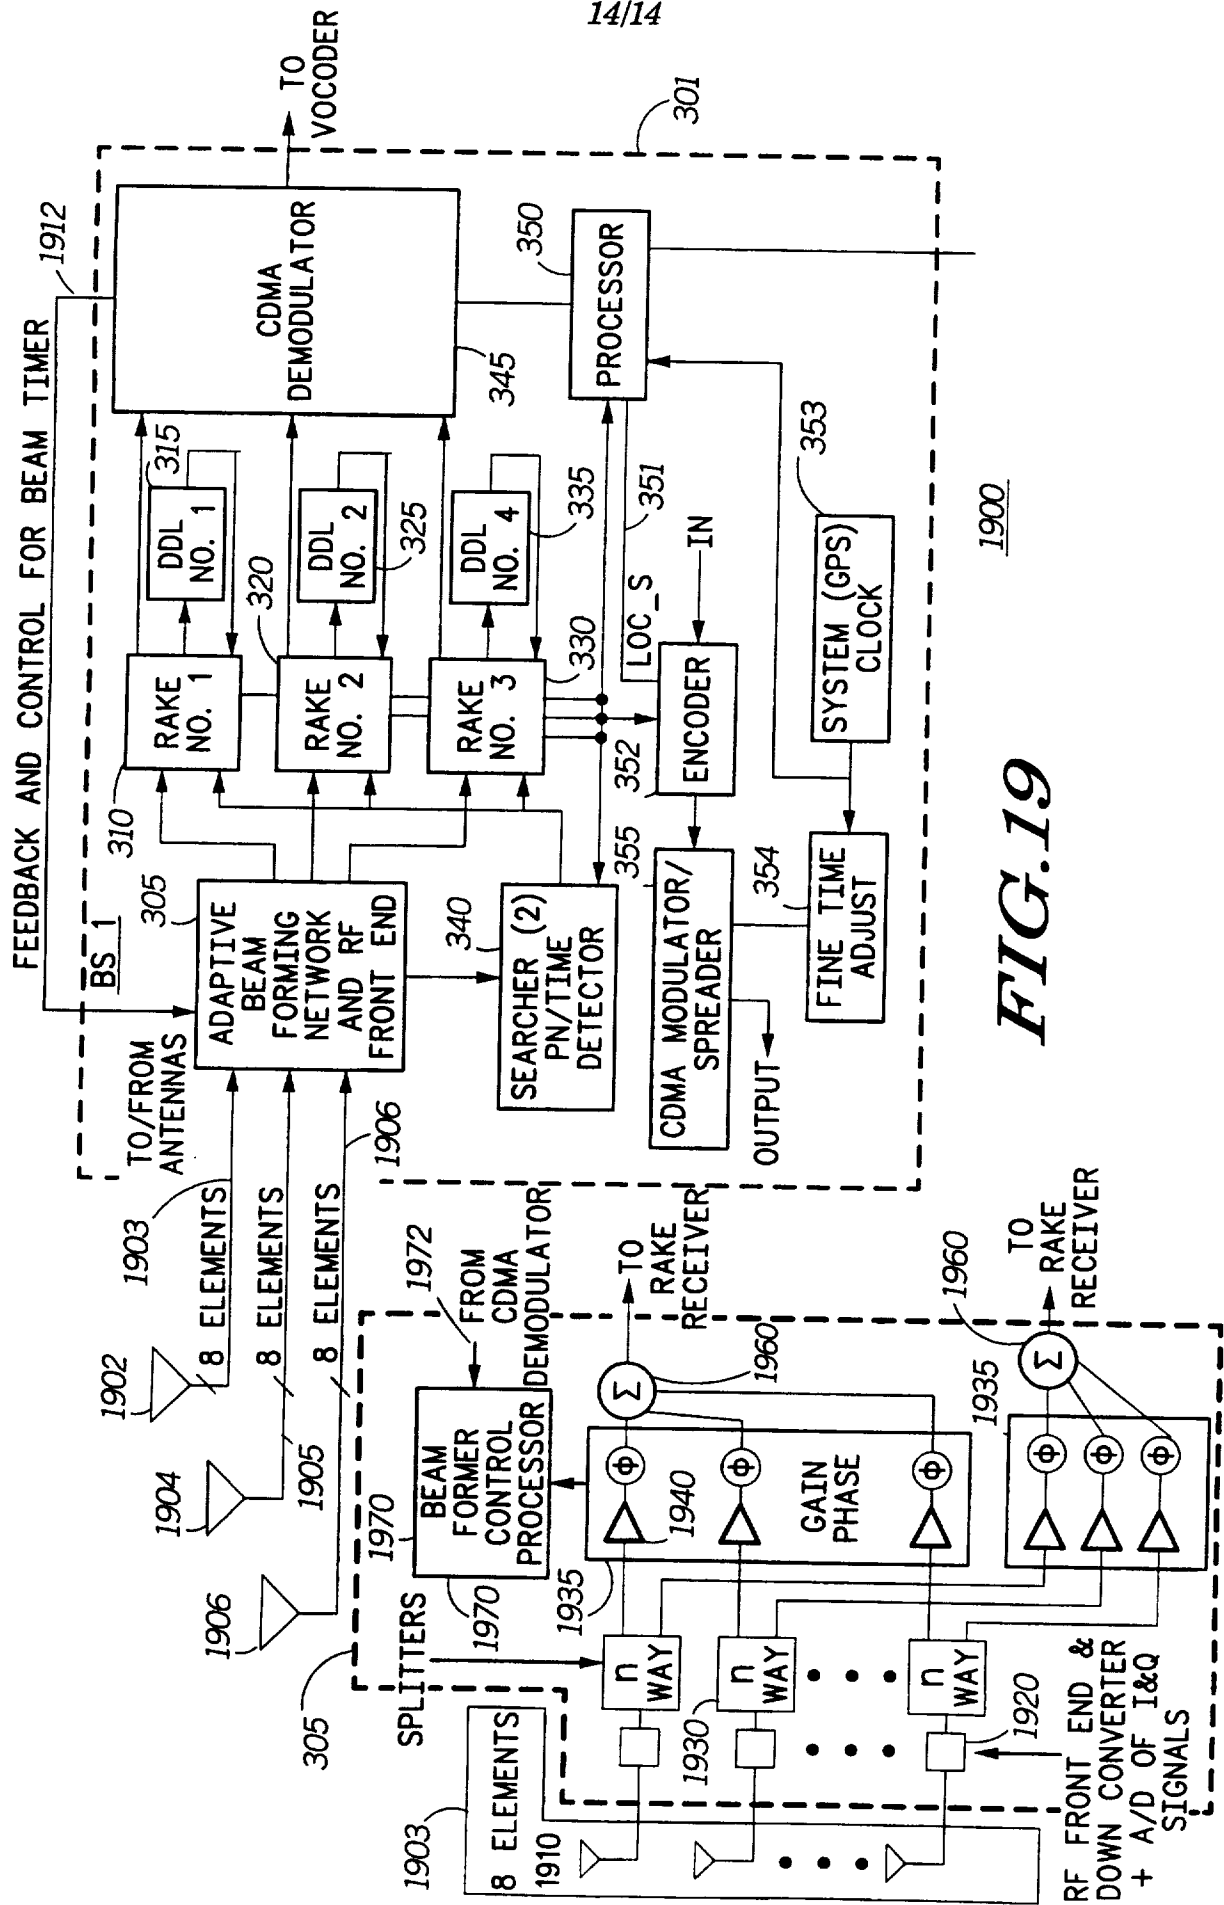 14/14
FEEDBACK AND CONTROL FOR BEAM TIMER
1912
BS 1
TO/FROM
ANTENNAS
305
ADAPTIVE
BEAM
FORMING
NETWORK
AND RF
FRONT END
310
RAKE
NO. 1
DDL
NO. 1
315
320
RAKE
NO. 2
DDL
NO. 2
325
RAKE
NO. 3
330
DDL
NO. 4
335
CDMA
DEMODULATOR
345
TO
VOCODER
301
340
SEARCHER (2)
PN/TIME
DETECTOR
PROCESSOR
350
351
LOC_S
352
ENCODER
IN
355
CDMA MODULATOR/
SPREADER
OUTPUT
354
FINE TIME
ADJUST
SYSTEM (GPS)
CLOCK
353
1902
1903
8 ELEMENTS
1904
1905
8 ELEMENTS
1906
1906
8 ELEMENTS
305
SPLITTERS
1970
BEAM
FORMER
CONTROL
PROCESSOR
1970
1972
FROM
CDMA
DEMODULATOR
1903
8 ELEMENTS
1910
n
WAY
n
WAY
1930
n
WAY
1920
RF FRONT END &
DOWN CONVERTER
+ A/D OF I&Q
SIGNALS
1935
1940
ϕ
ϕ
ϕ
GAIN
PHASE
Σ
1960
TO
RAKE
RECEIVER
1935
ϕ
ϕ
ϕ
Σ
1960
TO
RAKE
RECEIVER
1900
FIG.19